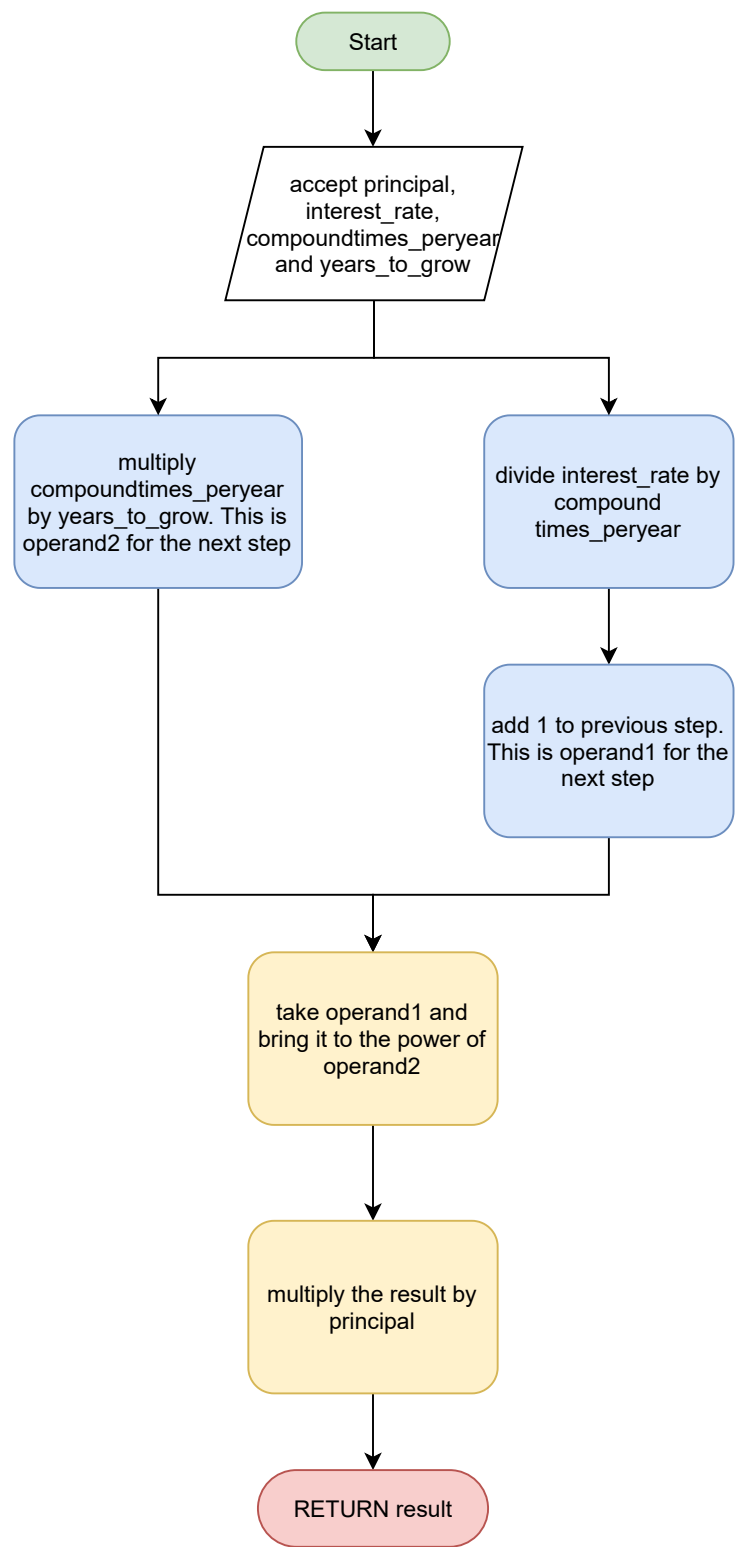 Start
accept principal,
interest_rate,
compoundtimes_peryear
and years_to_grow
multiply
compoundtimes_peryear
by years_to_grow. This is
operand2 for the next step
divide interest_rate by
compound
times_peryear
add 1 to previous step.
This is operand1 for the
next step
take operand1 and
bring it to the power of
operand2
multiply the result by
principal
RETURN result